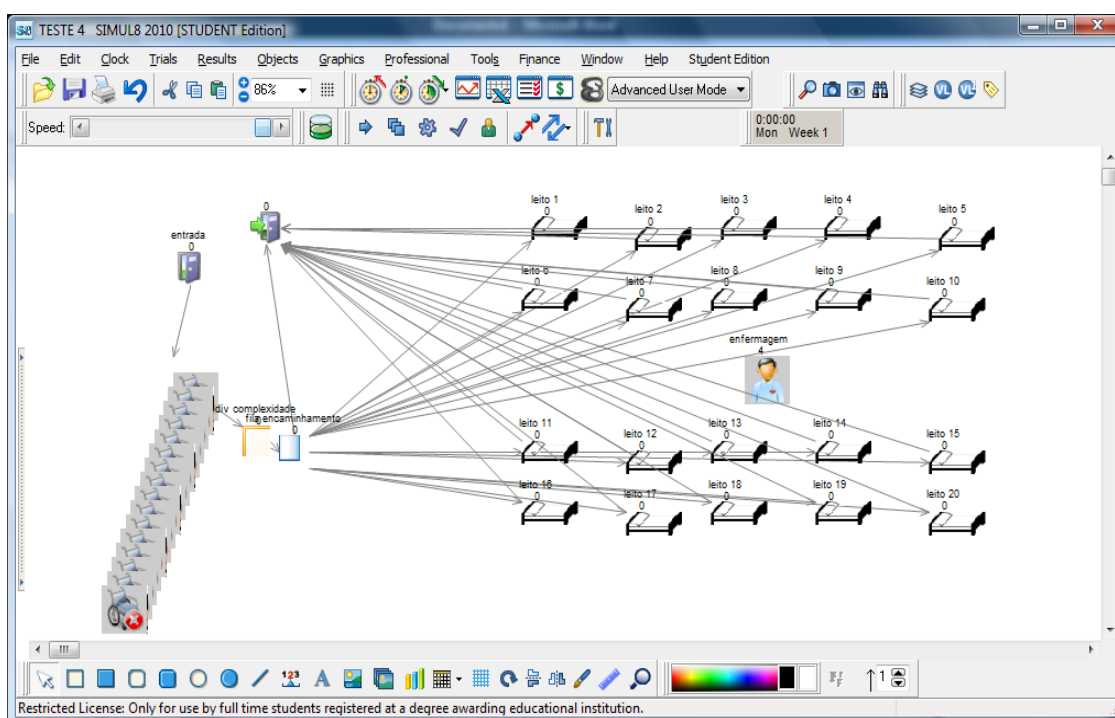 TESTE 4 SIMUL8 2010 [STUDENT Edition]
File Edit Clock Trials Results Objects Graphics Professional Tools Finance Window Help Student Edition
86% Advanced User Mode VL VL
Speed: 0:00:00
Mon Week 1
entrada
0
0
leito 1
0
leito 2
0
leito 3
0
leito 4
0
leito 5
0
leito 6
0
leito 7
0
leito 8
0
leito 9
0
leito 10
0
enfermagem
4
div complexidade
fila encaminhamento
0
leito 11
0
leito 12
0
leito 13
0
leito 14
0
leito 15
0
leito 16
0
leito 17
0
leito 18
0
leito 19
0
leito 20
0
123 A 1
Restricted License: Only for use by full time students registered at a degree awarding educational institution.